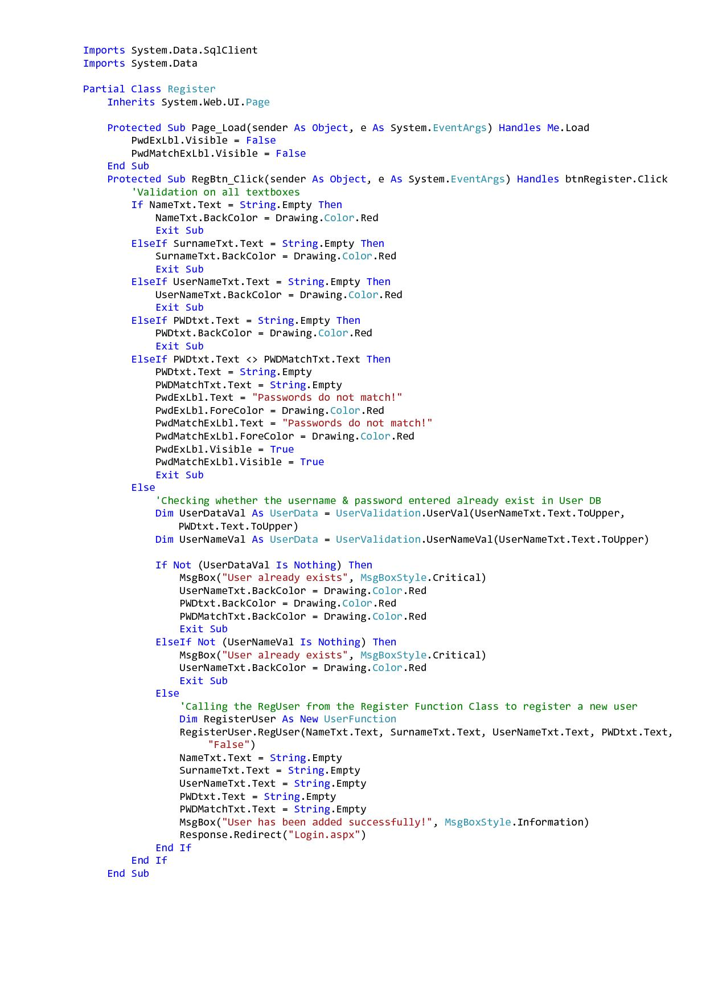 Imports System.Data.SqlClient
Imports System.Data

Partial Class Register
    Inherits System.Web.UI.Page

    Protected Sub Page_Load(sender As Object, e As System.EventArgs) Handles Me.Load
        PwdExLbl.Visible = False
        PwdMatchExLbl.Visible = False
    End Sub
    Protected Sub RegBtn_Click(sender As Object, e As System.EventArgs) Handles btnRegister.Click
        'Validation on all textboxes
        If NameTxt.Text = String.Empty Then
            NameTxt.BackColor = Drawing.Color.Red
            Exit Sub
        ElseIf SurnameTxt.Text = String.Empty Then
            SurnameTxt.BackColor = Drawing.Color.Red
            Exit Sub
        ElseIf UserNameTxt.Text = String.Empty Then
            UserNameTxt.BackColor = Drawing.Color.Red
            Exit Sub
        ElseIf PWDtxt.Text = String.Empty Then
            PWDtxt.BackColor = Drawing.Color.Red
            Exit Sub
        ElseIf PWDtxt.Text <> PWDMatchTxt.Text Then
            PWDtxt.Text = String.Empty
            PWDMatchTxt.Text = String.Empty
            PwdExLbl.Text = "Passwords do not match!"
            PwdExLbl.ForeColor = Drawing.Color.Red
            PwdMatchExLbl.Text = "Passwords do not match!"
            PwdMatchExLbl.ForeColor = Drawing.Color.Red
            PwdExLbl.Visible = True
            PwdMatchExLbl.Visible = True
            Exit Sub
        Else
            'Checking whether the username & password entered already exist in User DB
            Dim UserDataVal As UserData = UserValidation.UserVal(UserNameTxt.Text.ToUpper,
                PWDtxt.Text.ToUpper)
            Dim UserNameVal As UserData = UserValidation.UserNameVal(UserNameTxt.Text.ToUpper)

            If Not (UserDataVal Is Nothing) Then
                MsgBox("User already exists", MsgBoxStyle.Critical)
                UserNameTxt.BackColor = Drawing.Color.Red
                PWDtxt.BackColor = Drawing.Color.Red
                PWDMatchTxt.BackColor = Drawing.Color.Red
                Exit Sub
            ElseIf Not (UserNameVal Is Nothing) Then
                MsgBox("User already exists", MsgBoxStyle.Critical)
                UserNameTxt.BackColor = Drawing.Color.Red
                Exit Sub
            Else
                'Calling the RegUser from the Register Function Class to register a new user
                Dim RegisterUser As New UserFunction
                RegisterUser.RegUser(NameTxt.Text, SurnameTxt.Text, UserNameTxt.Text, PWDtxt.Text,
                     "False")
                NameTxt.Text = String.Empty
                SurnameTxt.Text = String.Empty
                UserNameTxt.Text = String.Empty
                PWDtxt.Text = String.Empty
                PWDMatchTxt.Text = String.Empty
                MsgBox("User has been added successfully!", MsgBoxStyle.Information)
                Response.Redirect("Login.aspx")
            End If
        End If
    End Sub